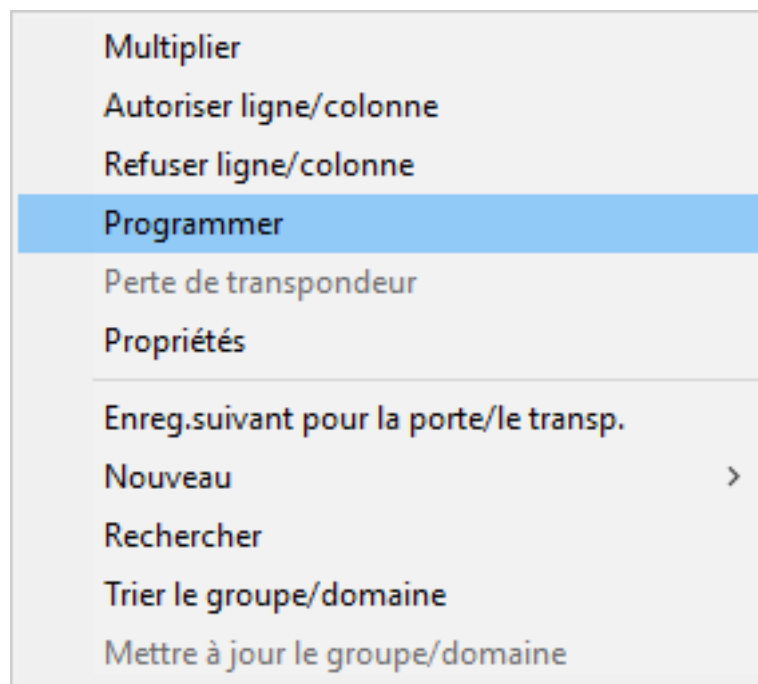 Multiplier
Autoriser ligne/colonne
Refuser ligne/colonne
Programmer
Perte de transpondeur
Propriétés
Enreg.suivant pour la porte/le transp.
Nouveau
Rechercher
Trier le groupe/domaine
Mettre à jour le groupe/domaine